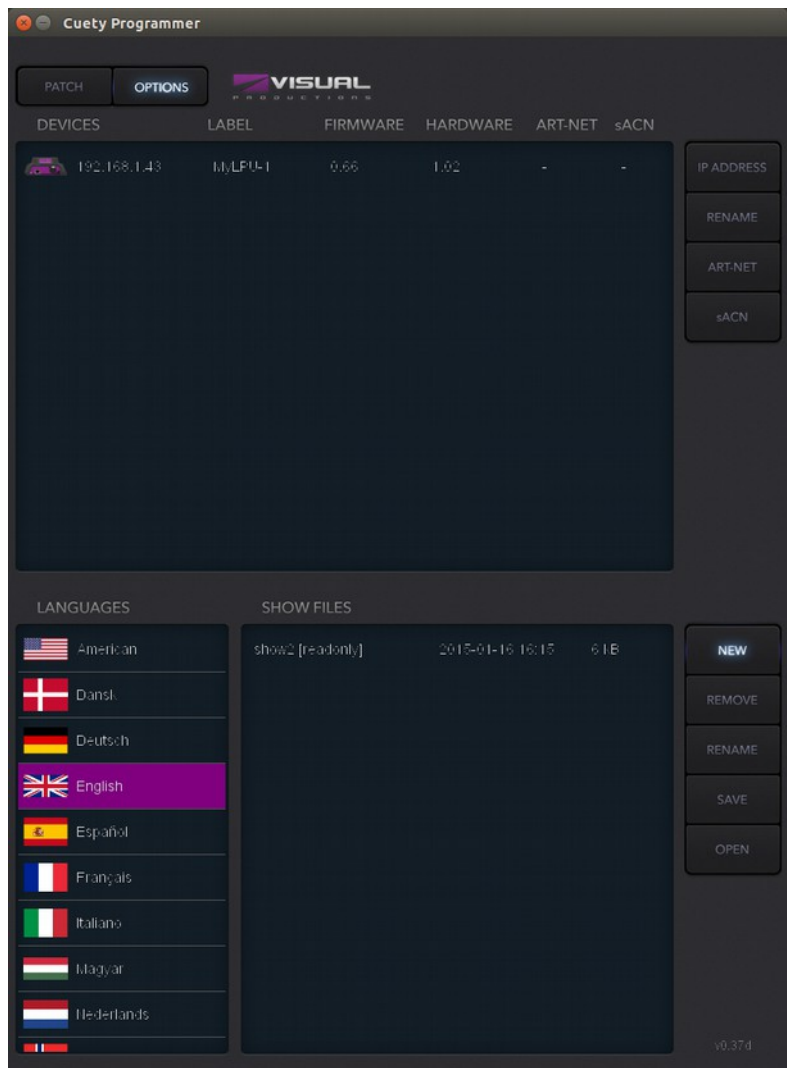 Cuety Programmer
PATCH OPTIONS VISUAL
PRODUCTIONS
DEVICES LABEL FIRMWARE HARDWARE ART-NET sACN
192.168.1.43 MyLPU-1 0.66 1.02 - - IP ADDRESS
RENAME
ART-NET
sACN
LANGUAGES SHOW FILES
American show2 [readonly] 2015-01-16 16:15 6 kB NEW
Dansk REMOVE
Deutsch RENAME
English SAVE
Español OPEN
Français
Italiano
Magyar
Nederlands
v0.37d